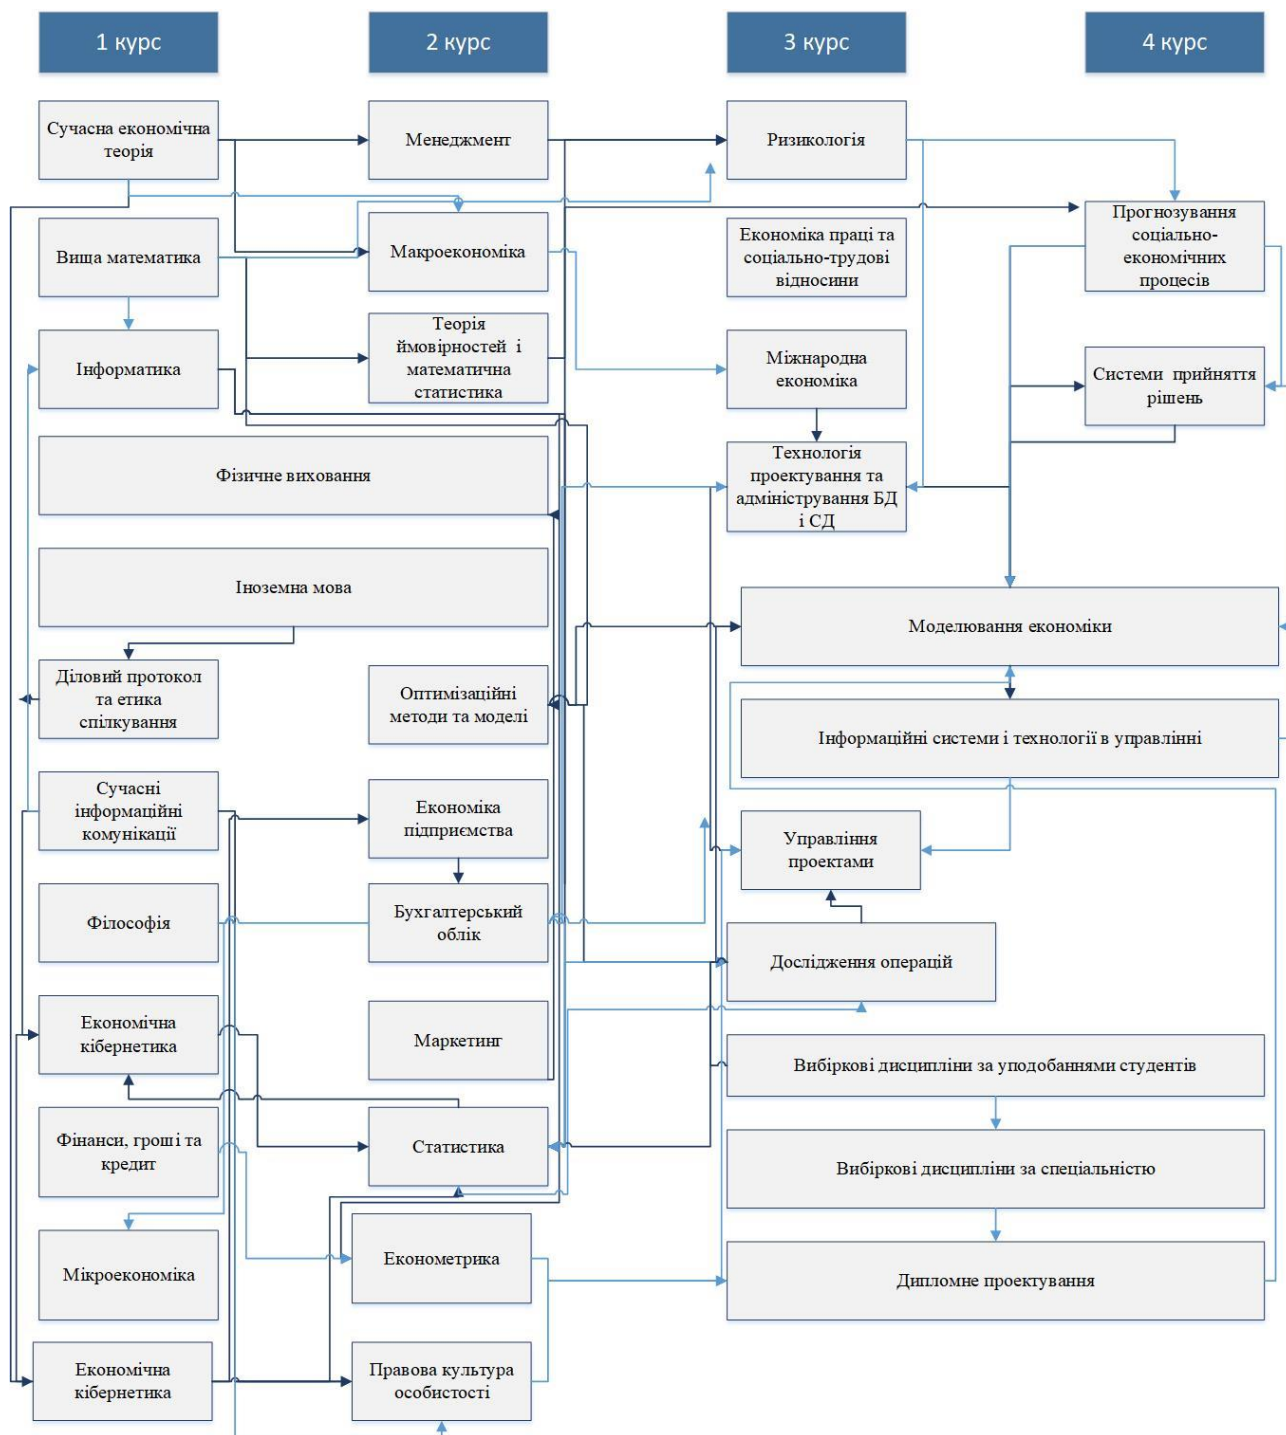 1 курс
2 курс
3 курс
4 курс
Сучасна економічна
теорія
Менеджмент
Ризикологія
Прогнозування
соціально-
економічних
процесів
Вища математика
Макроекономіка
Економіка праці та
соціально-трудові
відносини
Інформатика
Теорія
ймовірностей і
математична
статистика
Міжнародна
економіка
Системи прийняття
рішень
Фізичне виховання
Технологія
проектування та
адміністрування БД
і СД
Іноземна мова
Моделювання економіки
Діловий протокол
та етика
спілкування
Оптимізаційні
методи та моделі
Інформаційні системи і технології в управлінні
Сучасні
інформаційні
комунікації
Економіка
підприємства
Управління
проектами
Філософія
Бухгалтерський
облік
Дослідження операцій
Економічна
кібернетика
Маркетинг
Вибіркові дисципліни за уподобаннями студентів
Фінанси, гроші та
кредит
Статистика
Вибіркові дисципліни за спеціальністю
Мікроекономіка
Економетрика
Дипломне проектування
Економічна
кібернетика
Правова культура
особистості